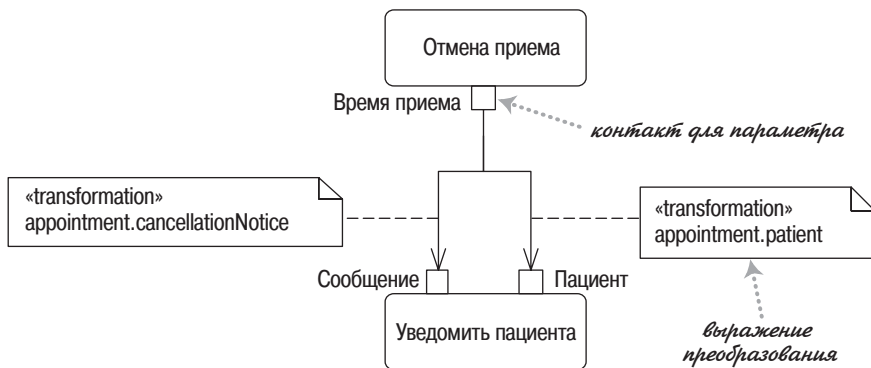 Отмена приема
Время приема
контакт для параметра
«transformation»
appointment.cancellationNotice
«transformation»
appointment.patient
Сообщение
Пациент
Уведомить пациента
выражение
преобразования